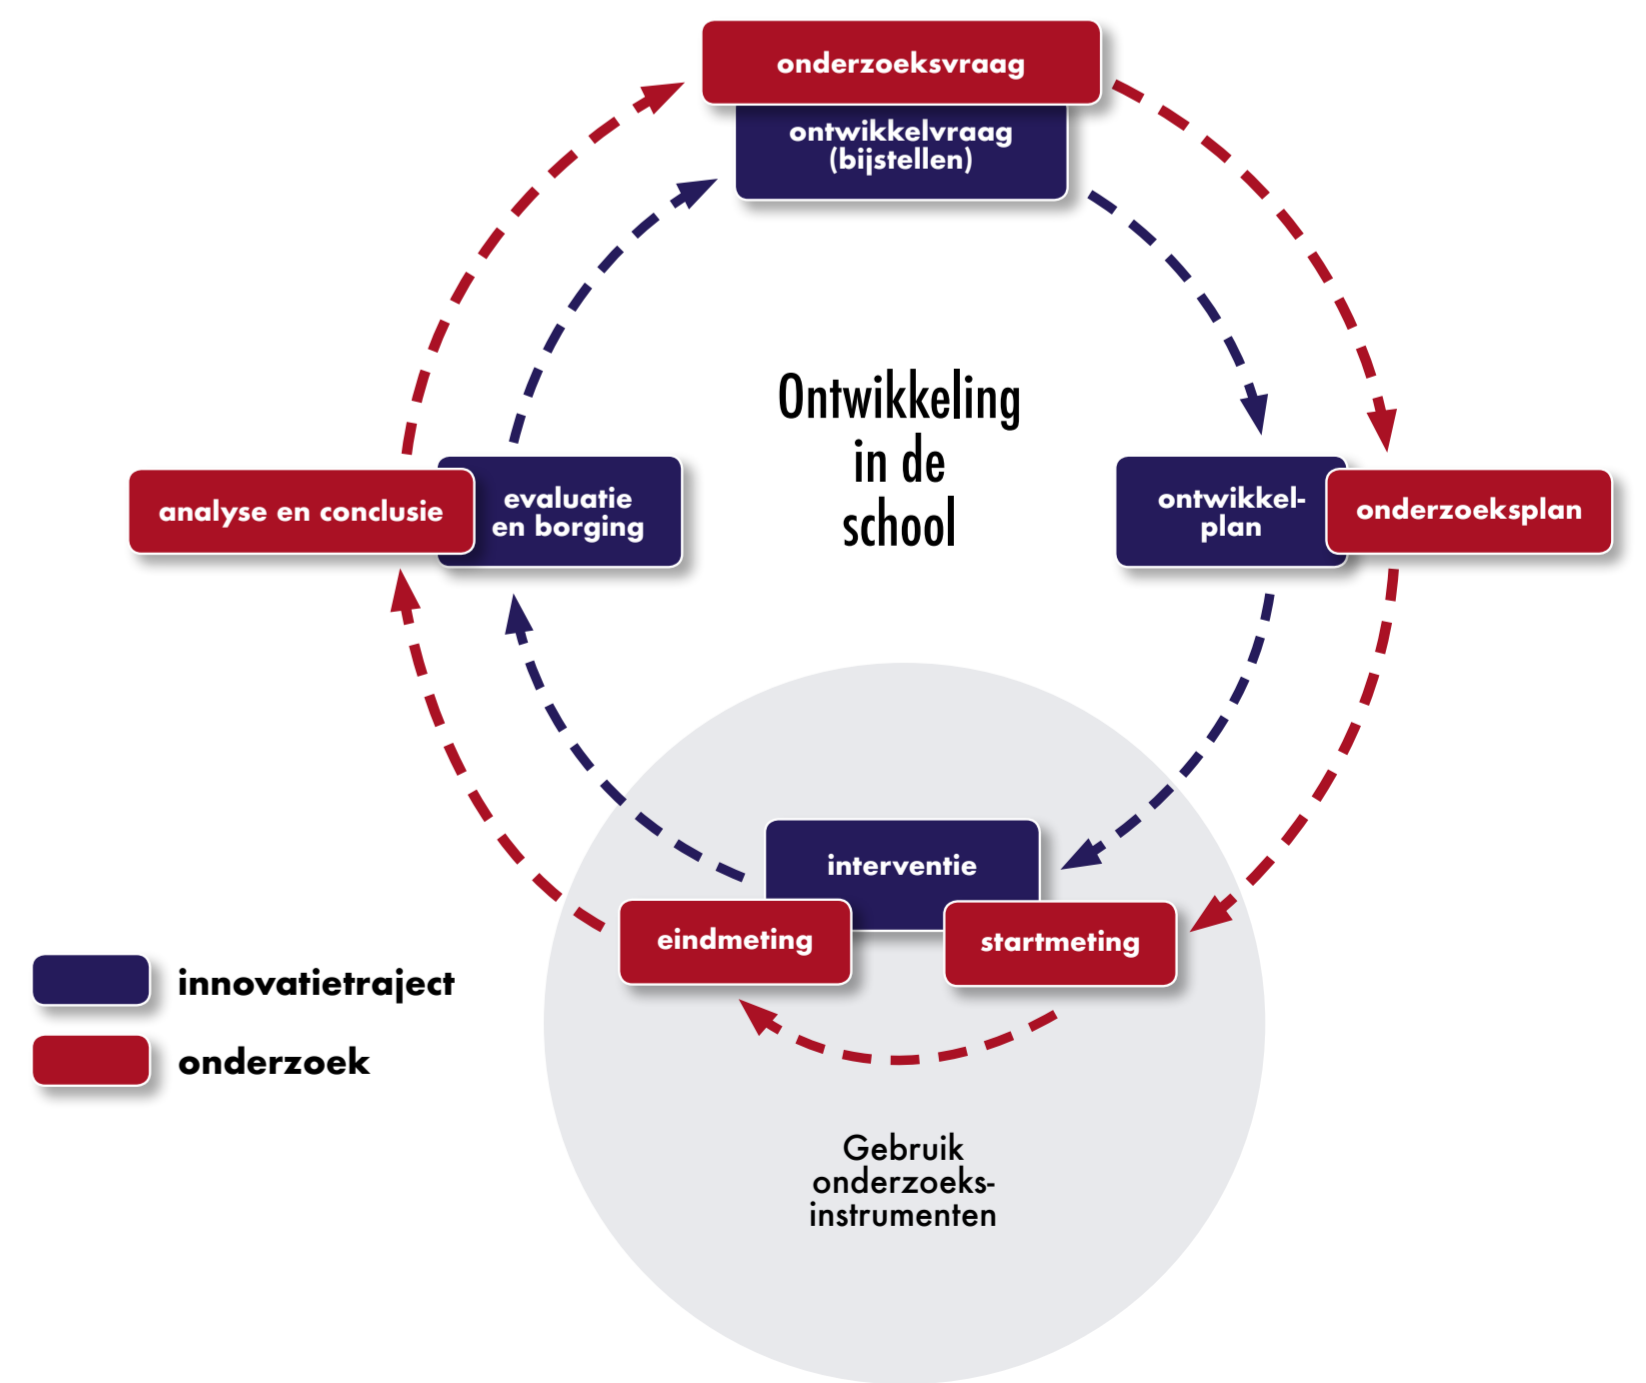 onderzoeksvraag
ontwikkelvraag
(bijstellen)
Ontwikkeling
in de
school
analyse en conclusie
evaluatie
en borging
ontwikkel-
plan
onderzoeksplan
interventie
eindmeting
startmeting
innovatietraject
onderzoek
Gebruik
onderzoeks-
instrumenten